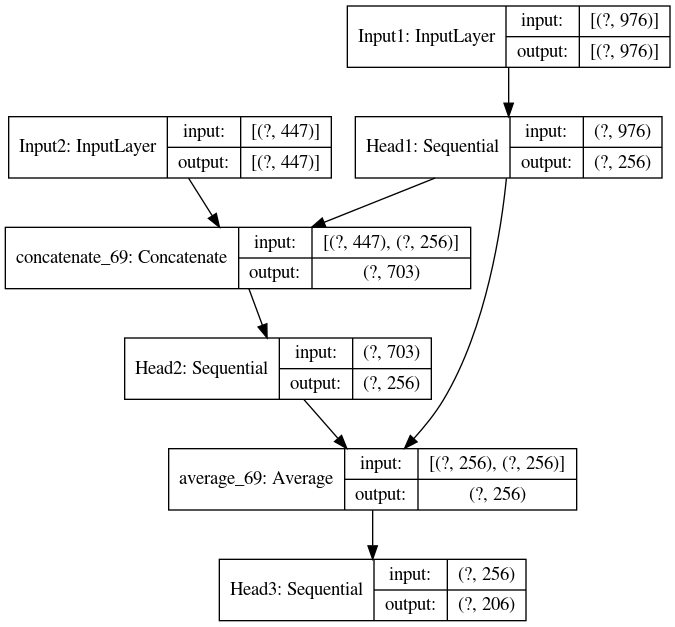 Input1: InputLayer
input: [(?, 976)]
output: [(?, 976)]
Input2: InputLayer
input: [(?, 447)]
output: [(?, 447)]
Head1: Sequential
input: (?, 976)
output: (?, 256)
concatenate_69: Concatenate
input: [(?, 447), (?, 256)]
output: (?, 703)
Head2: Sequential
input: (?, 703)
output: (?, 256)
average_69: Average
input: [(?, 256), (?, 256)]
output: (?, 256)
Head3: Sequential
input: (?, 256)
output: (?, 206)